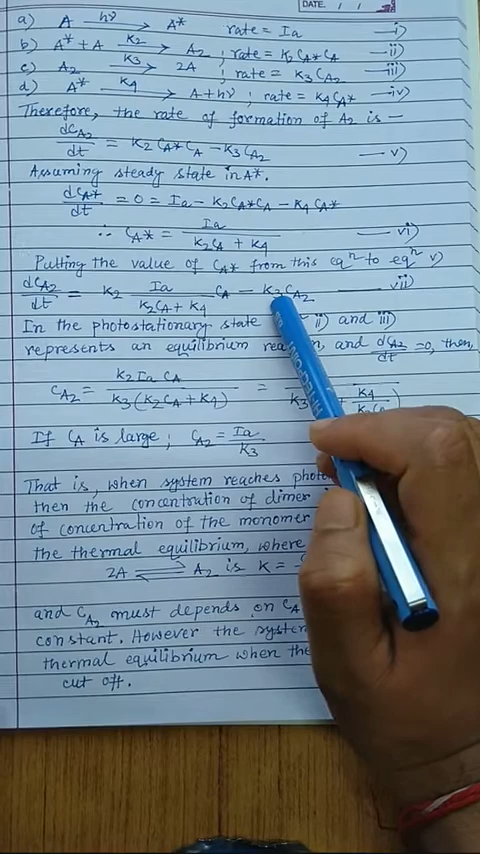 DATE. / /
a) A —hν→ A* rate = Ia —i)
b) A* + A —K2→ A2 ; rate = K2 CA* CA —ii)
c) A2 —K3→ 2A ; rate = K3 CA2 —iii)
d) A* —K4→ A + hν ; rate = K4 CA* —iv)
Therefore, the rate of formation of A2 is –
dCA2/dt = K2 CA* CA – K3 CA2 —v)
Assuming steady state in A*.
dCA*/dt = 0 = Ia – K2 CA* CA – K4 CA*
∴ CA* = Ia / (K2 CA + K4) —vi)
Putting the value of CA* from this eqn to eqn v)
dCA2/dt = K2 Ia / (K2 CA + K4) CA – K3 CA2 —vii)
In the photostationary state ii) and iii)
represents an equilibrium and dCA2/dt = 0, then,
CA2 = K2 Ia CA / K3 (K2 CA + K4) =
If CA is large ; CA2 = Ia / K3
That is, when system reaches
then the concentration of dimer
of concentration of the monomer
the thermal equilibrium, where
2A ⇌ A2 is K =
and CA2 must depends on CA
constant. However the
thermal equilibrium when the
cut off.
HI-TEC